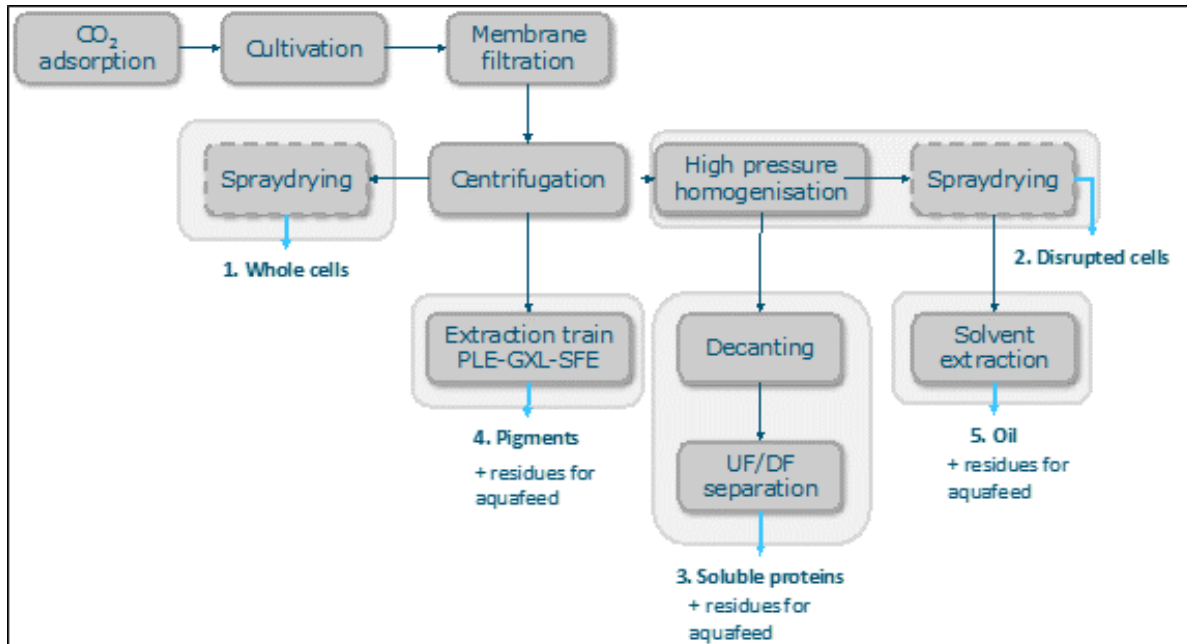 CO₂
adsorption
Cultivation
Membrane
filtration
Spraydrying
Centrifugation
High pressure
homogenisation
Spraydrying
1. Whole cells
2. Disrupted cells
Extraction train
PLE-GXL-SFE
Decanting
Solvent
extraction
4. Pigments
+ residues for
aquafeed
UF/DF
separation
5. Oil
+ residues for
aquafeed
3. Soluble proteins
+ residues for
aquafeed